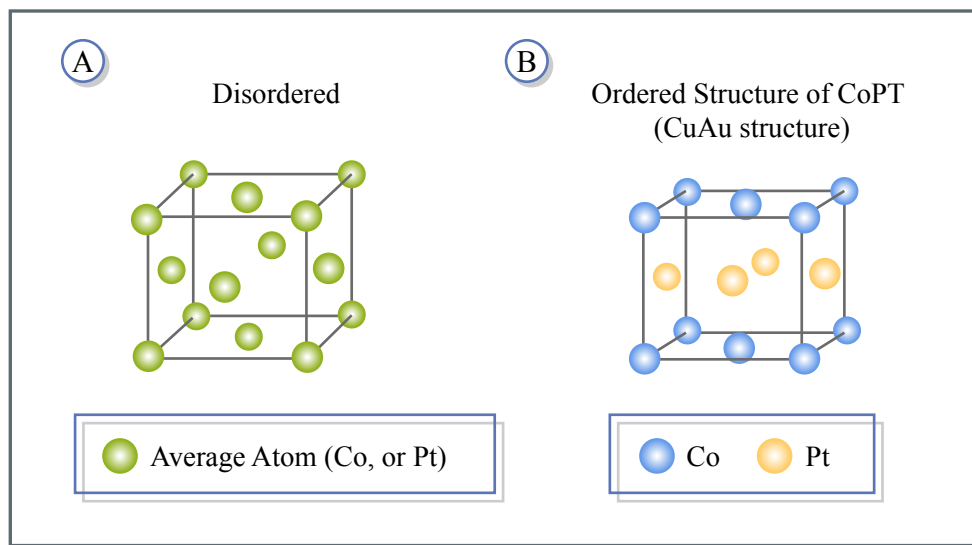 A
Disordered
Average Atom (Co, or Pt)
B
Ordered Structure of CoPT
(CuAu structure)
Co
Pt